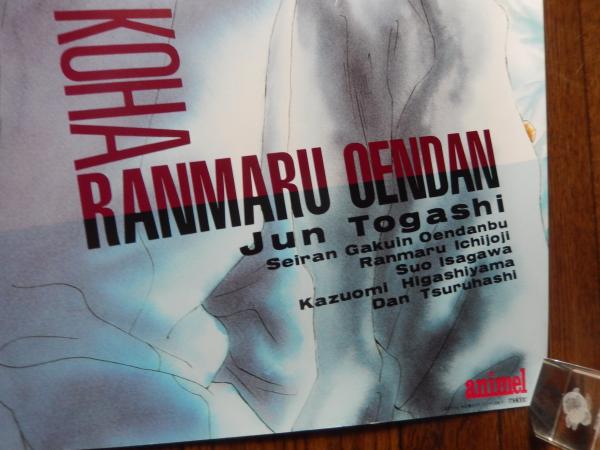 KOHA
RANMARU OENDAN
Jun Togashi
Seiran Gakuin Oendanbu
Ranmaru Ichijoji
Suo Isagawa
Kazuomi Higashiyama
Dan Tsuruhashi
animel